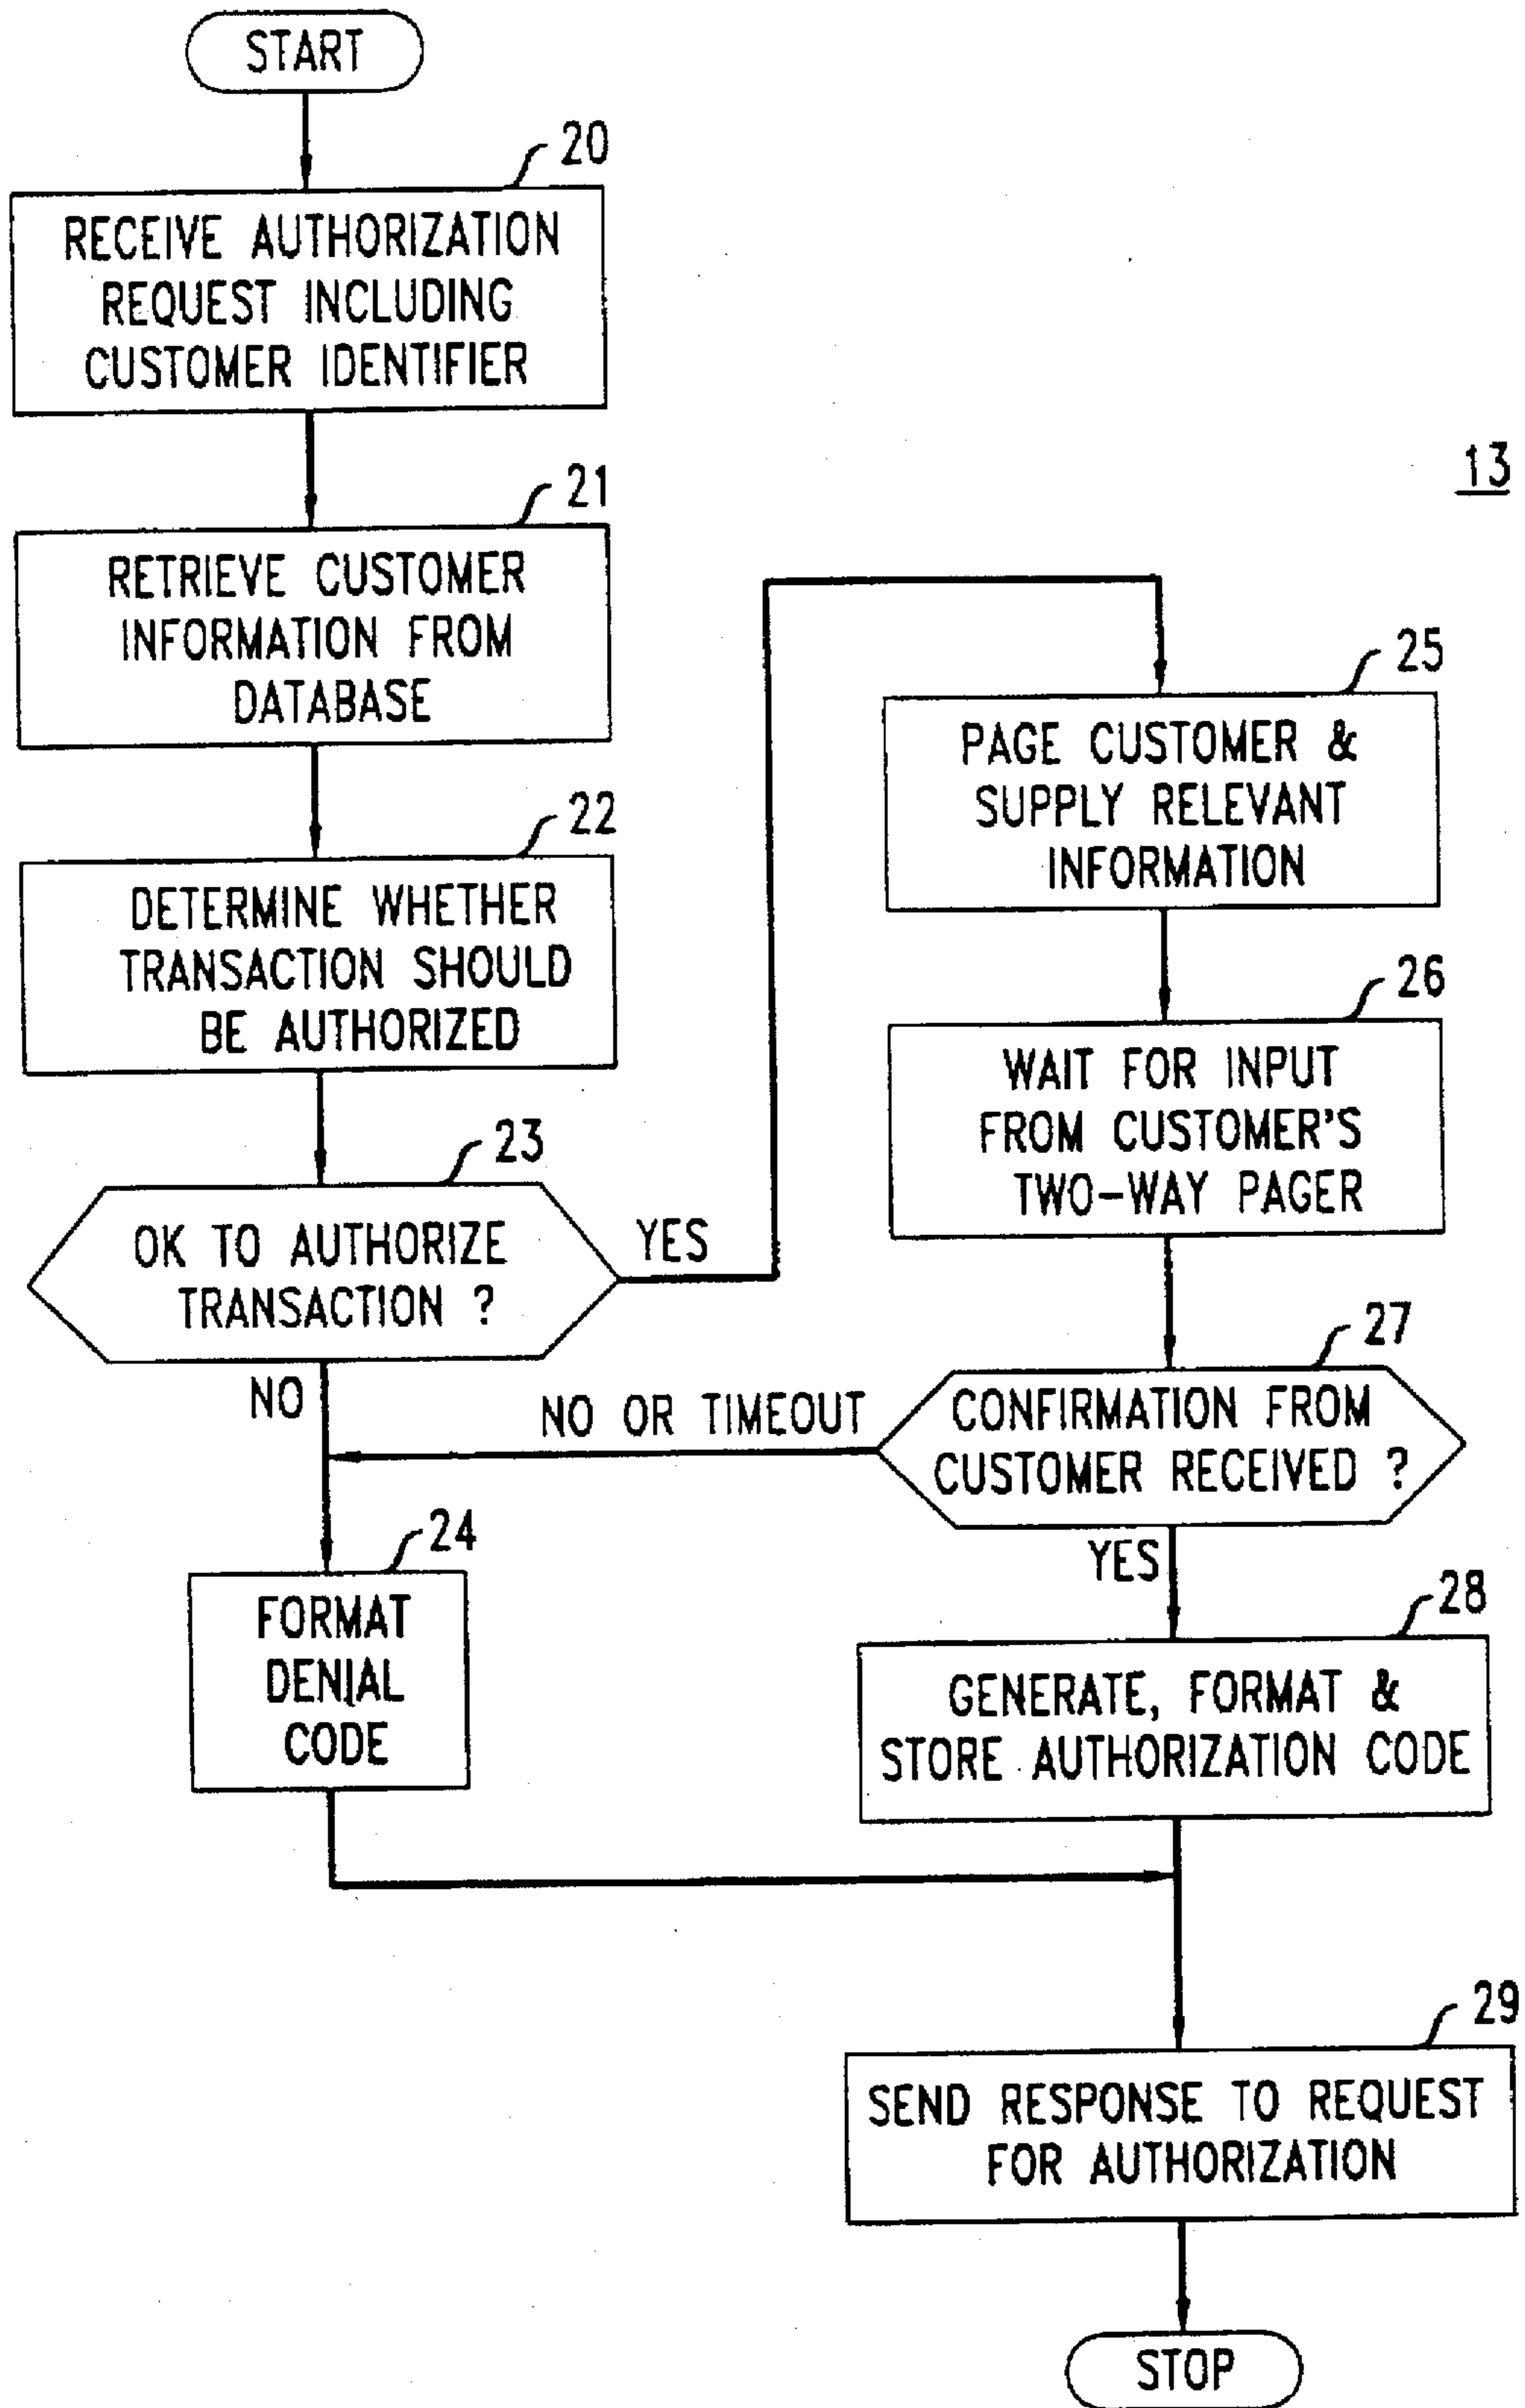 START
20
RECEIVE AUTHORIZATION
REQUEST INCLUDING
CUSTOMER IDENTIFIER
21
RETRIEVE CUSTOMER
INFORMATION FROM
DATABASE
22
DETERMINE WHETHER
TRANSACTION SHOULD
BE AUTHORIZED
23
OK TO AUTHORIZE
TRANSACTION ?
YES
NO
24
FORMAT
DENIAL
CODE
13
25
PAGE CUSTOMER &
SUPPLY RELEVANT
INFORMATION
26
WAIT FOR INPUT
FROM CUSTOMER'S
TWO-WAY PAGER
27
CONFIRMATION FROM
CUSTOMER RECEIVED ?
NO OR TIMEOUT
YES
28
GENERATE, FORMAT &
STORE AUTHORIZATION CODE
29
SEND RESPONSE TO REQUEST
FOR AUTHORIZATION
STOP